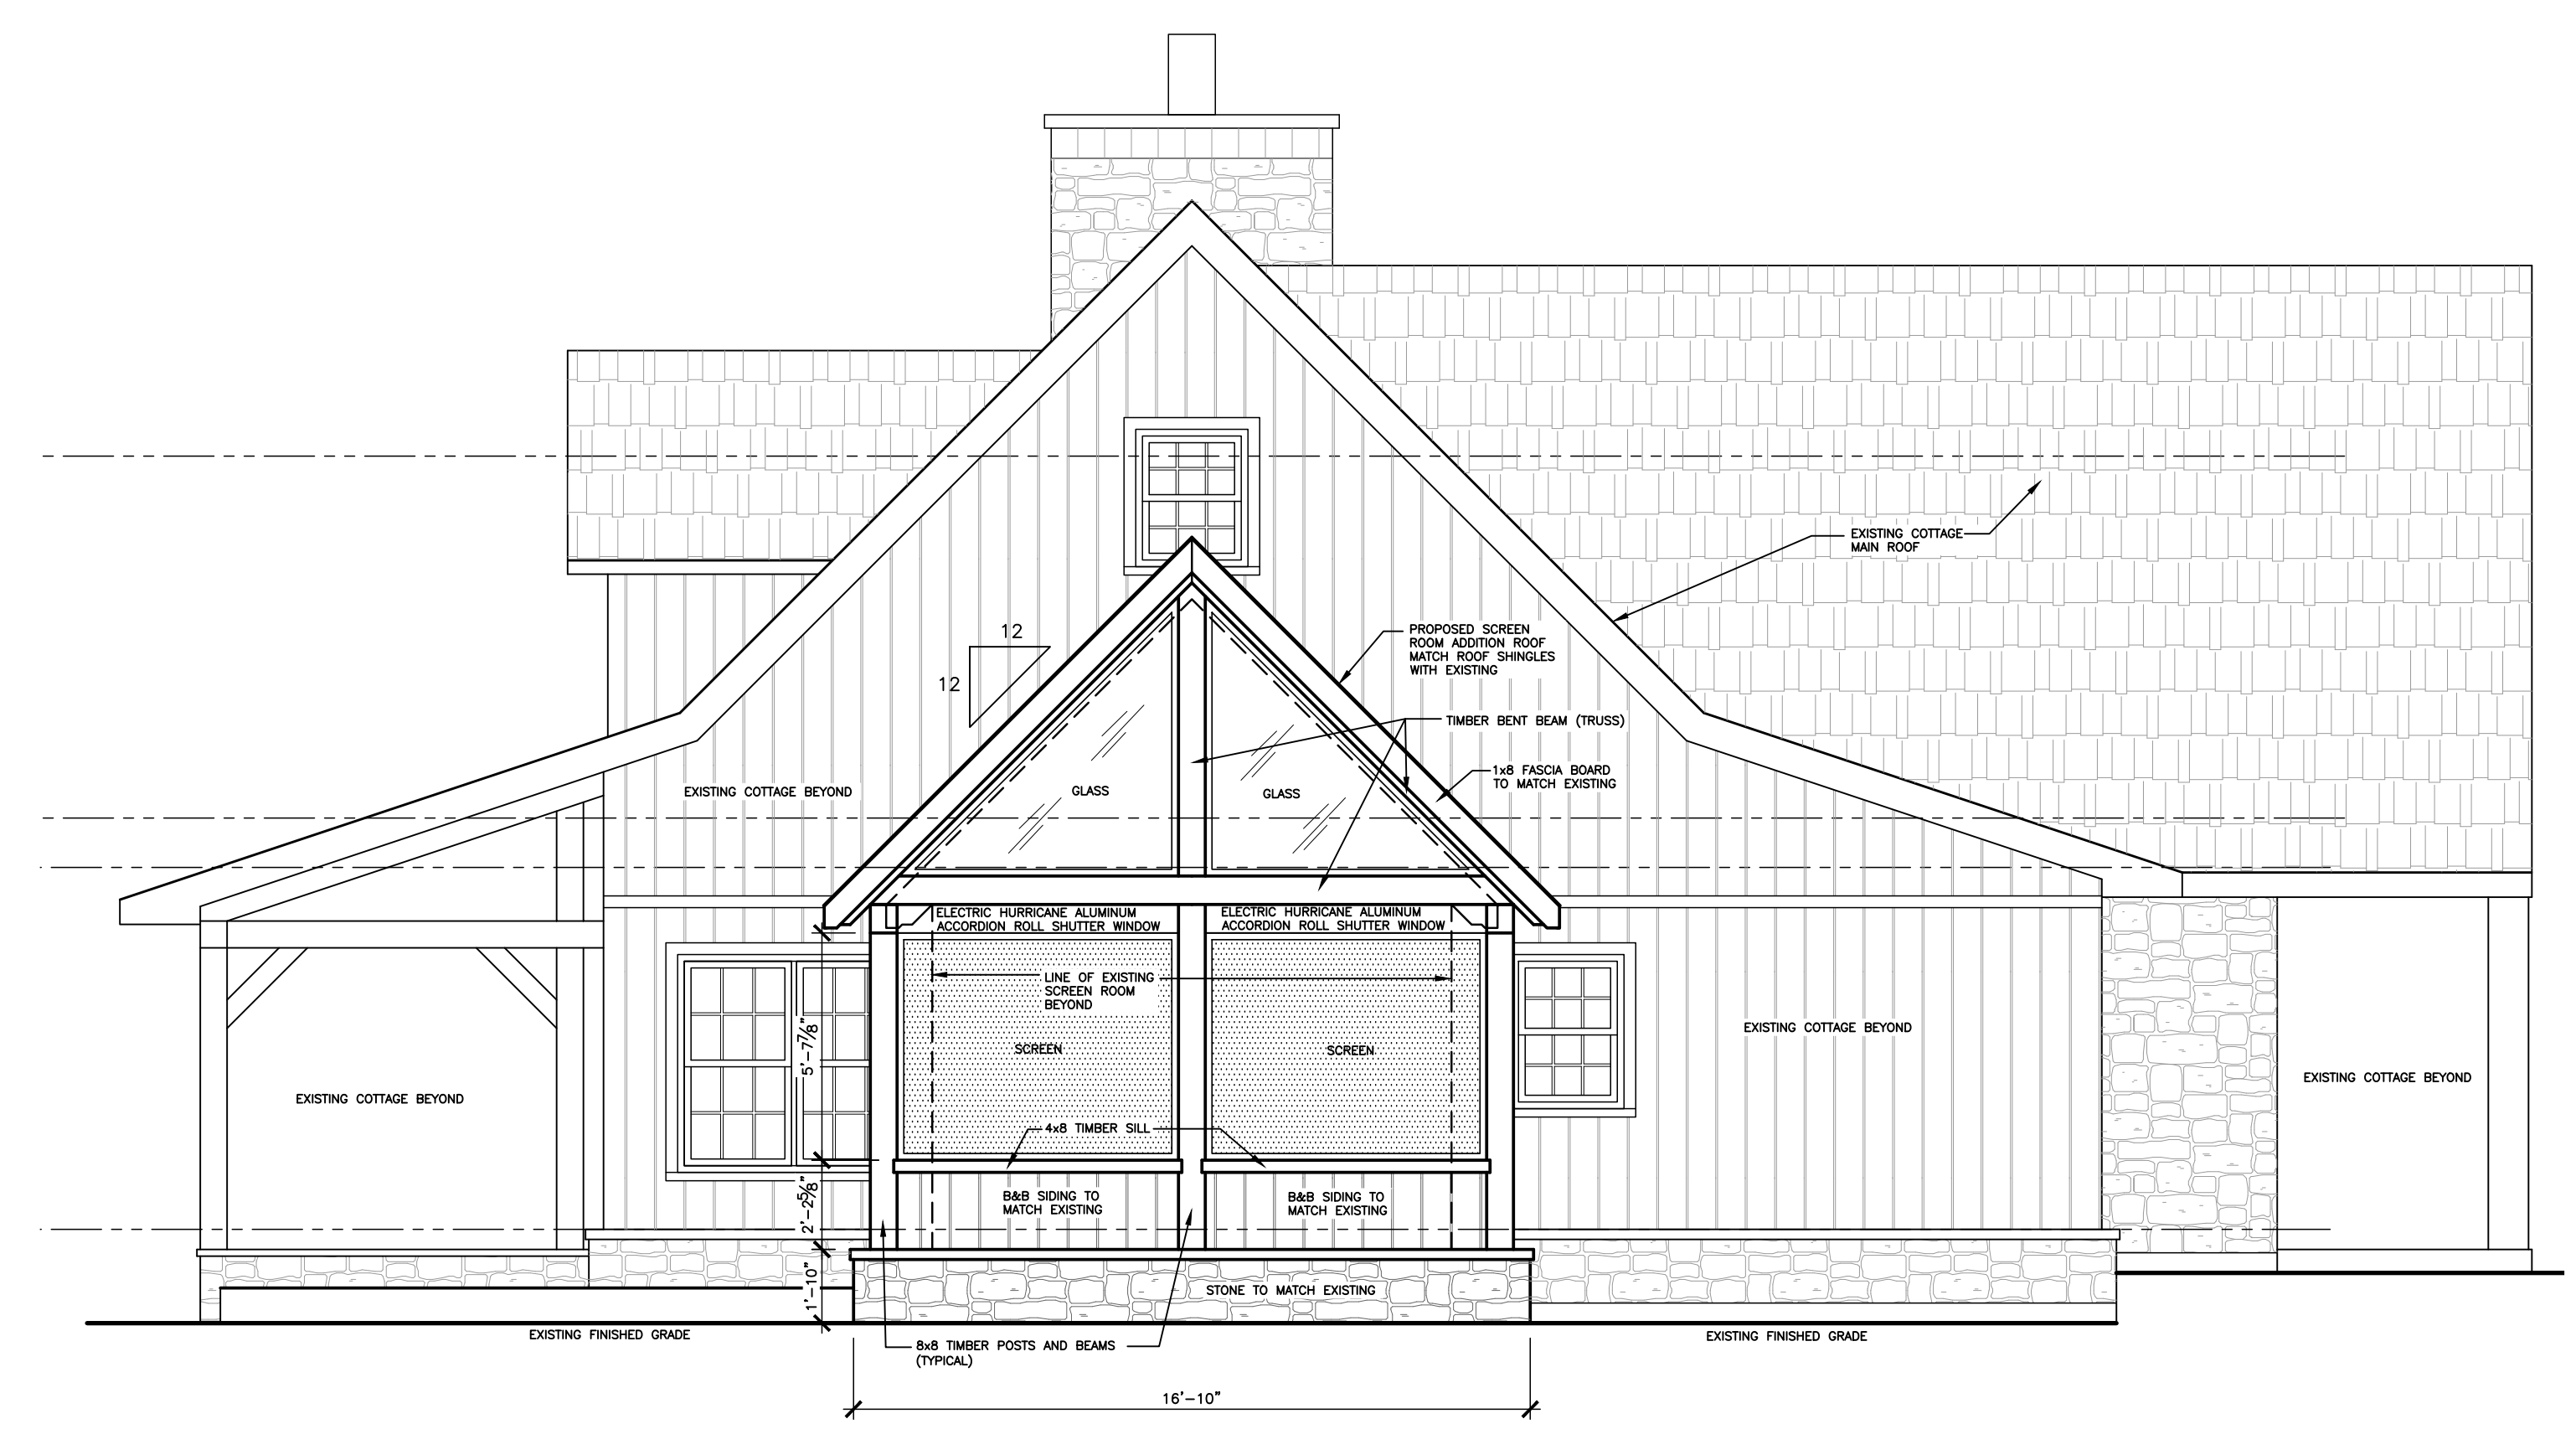 EXISTING COTTAGE
MAIN ROOF
12
12
PROPOSED SCREEN
ROOM ADDITION ROOF
MATCH ROOF SHINGLES
WITH EXISTING
TIMBER BENT BEAM (TRUSS)
1x8 FASCIA BOARD
TO MATCH EXISTING
EXISTING COTTAGE BEYOND
GLASS
GLASS
ELECTRIC HURRICANE ALUMINUM
ACCORDION ROLL SHUTTER WINDOW
ELECTRIC HURRICANE ALUMINUM
ACCORDION ROLL SHUTTER WINDOW
LINE OF EXISTING
SCREEN ROOM
BEYOND
5'-7⅞"
SCREEN
SCREEN
EXISTING COTTAGE BEYOND
EXISTING COTTAGE BEYOND
EXISTING COTTAGE BEYOND
4x8 TIMBER SILL
2'-2⅝"
B&B SIDING TO
MATCH EXISTING
B&B SIDING TO
MATCH EXISTING
1'-10"
STONE TO MATCH EXISTING
EXISTING FINISHED GRADE
EXISTING FINISHED GRADE
8x8 TIMBER POSTS AND BEAMS
(TYPICAL)
16'-10"